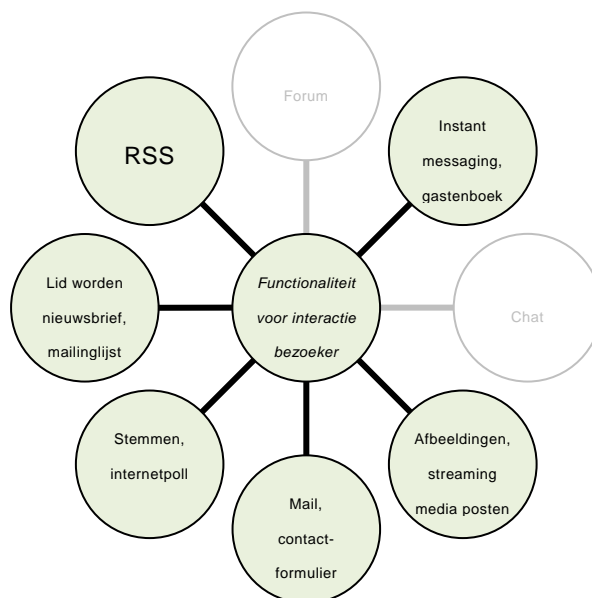 Forum
RSS
Instant
messaging,
gastenboek
Lid worden
nieuwsbrief,
mailinglijst
Functionaliteit
voor interactie
bezoeker
Chat
Stemmen,
internetpoll
Afbeeldingen,
streaming
media posten
Mail,
contact-
formulier